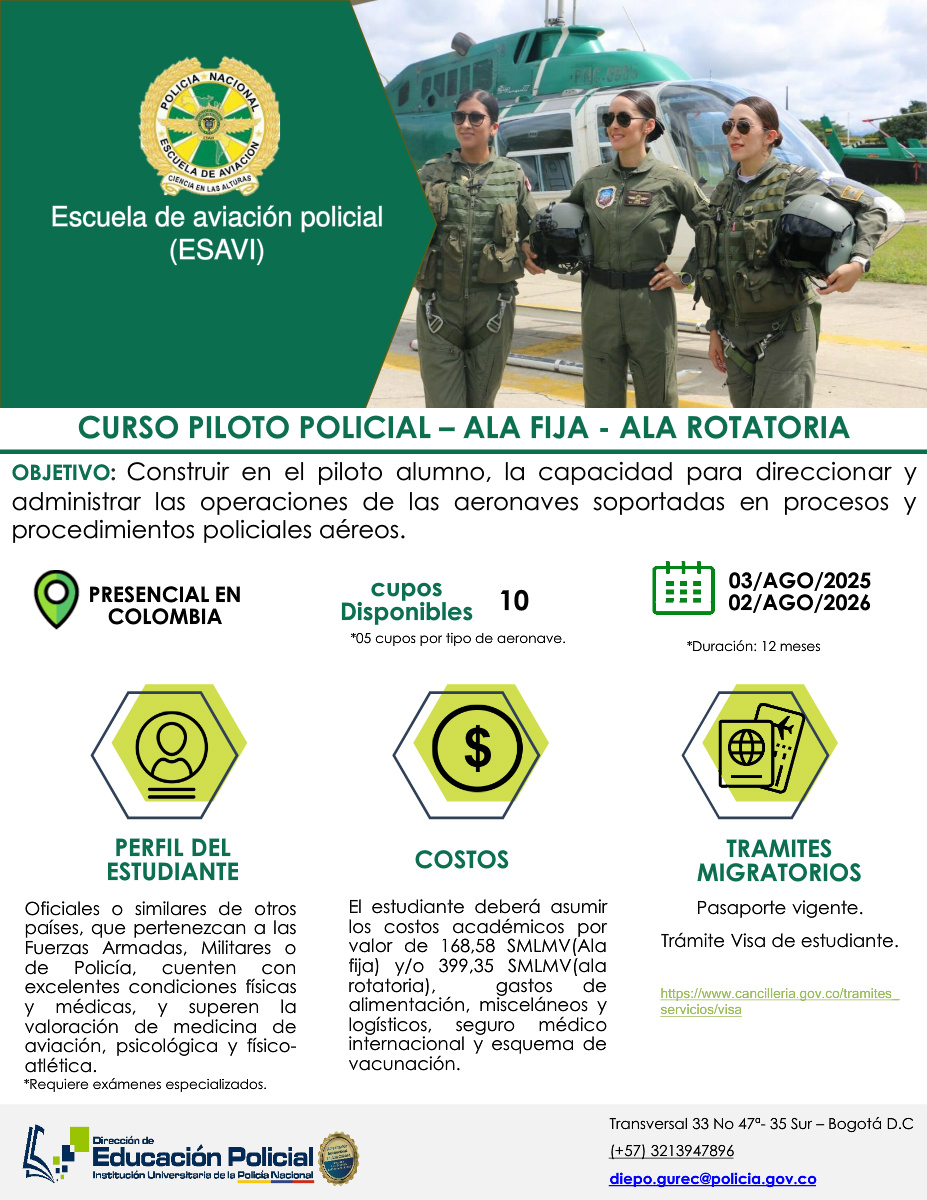 POLICIA NACIONAL
ESCUELA DE AVIACIÓN
CIENCIA EN LAS ALTURAS
Escuela de aviación policial
(ESAVI)
CURSO PILOTO POLICIAL – ALA FIJA - ALA ROTATORIA
OBJETIVO: Construir en el piloto alumno, la capacidad para direccionar y
administrar las operaciones de las aeronaves soportadas en procesos y
procedimientos policiales aéreos.
PRESENCIAL EN
COLOMBIA
cupos
Disponibles
10
*05 cupos por tipo de aeronave.
03/AGO/2025
02/AGO/2026
*Duración: 12 meses
PERFIL DEL
ESTUDIANTE
Oficiales o similares de otros
países, que pertenezcan a las
Fuerzas Armadas, Militares o
de Policía, cuenten con
excelentes condiciones físicas
y médicas, y superen la
valoración de medicina de
aviación, psicológica y físico-
atlética.
*Requiere exámenes especializados.
$
COSTOS
El estudiante deberá asumir
los costos académicos por
valor de 168,58 SMLMV(Ala
fija) y/o 399,35 SMLMV(ala
rotatoria), gastos de
alimentación, misceláneos y
logísticos, seguro médico
internacional y esquema de
vacunación.
TRAMITES
MIGRATORIOS
Pasaporte vigente.
Trámite Visa de estudiante.
https://www.cancilleria.gov.co/tramites_
servicios/visa
Dirección de
Educación Policial
Institución Universitaria de la Policía Nacional
Transversal 33 No 47ª- 35 Sur – Bogotá D.C
(+57) 3213947896
diepo.gurec@policia.gov.co